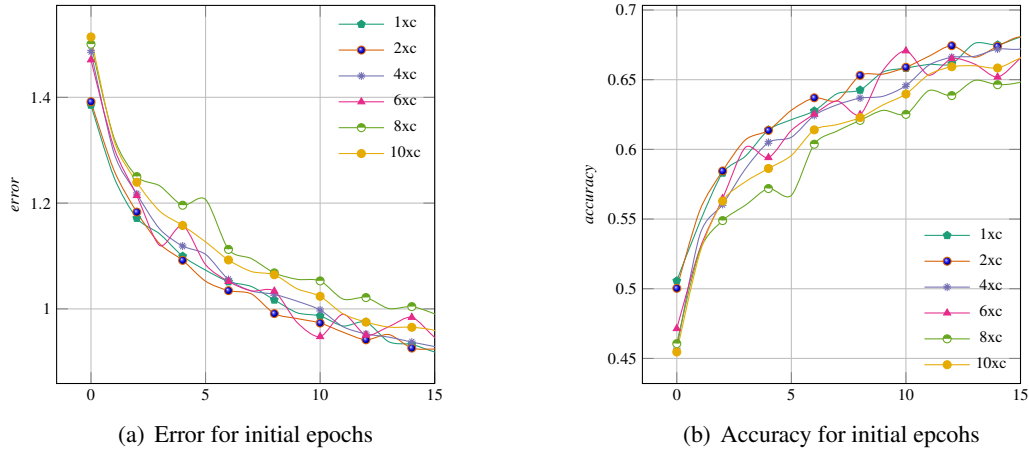 1xc
2xc
4xc
6xc
8xc
10xc
1.4
1.2
1
error
0 5 10 15
(a) Error for initial epochs
0.7
0.65
0.6
0.55
0.5
0.45
accuracy
1xc
2xc
4xc
6xc
8xc
10xc
0 5 10 15
(b) Accuracy for initial epcohs